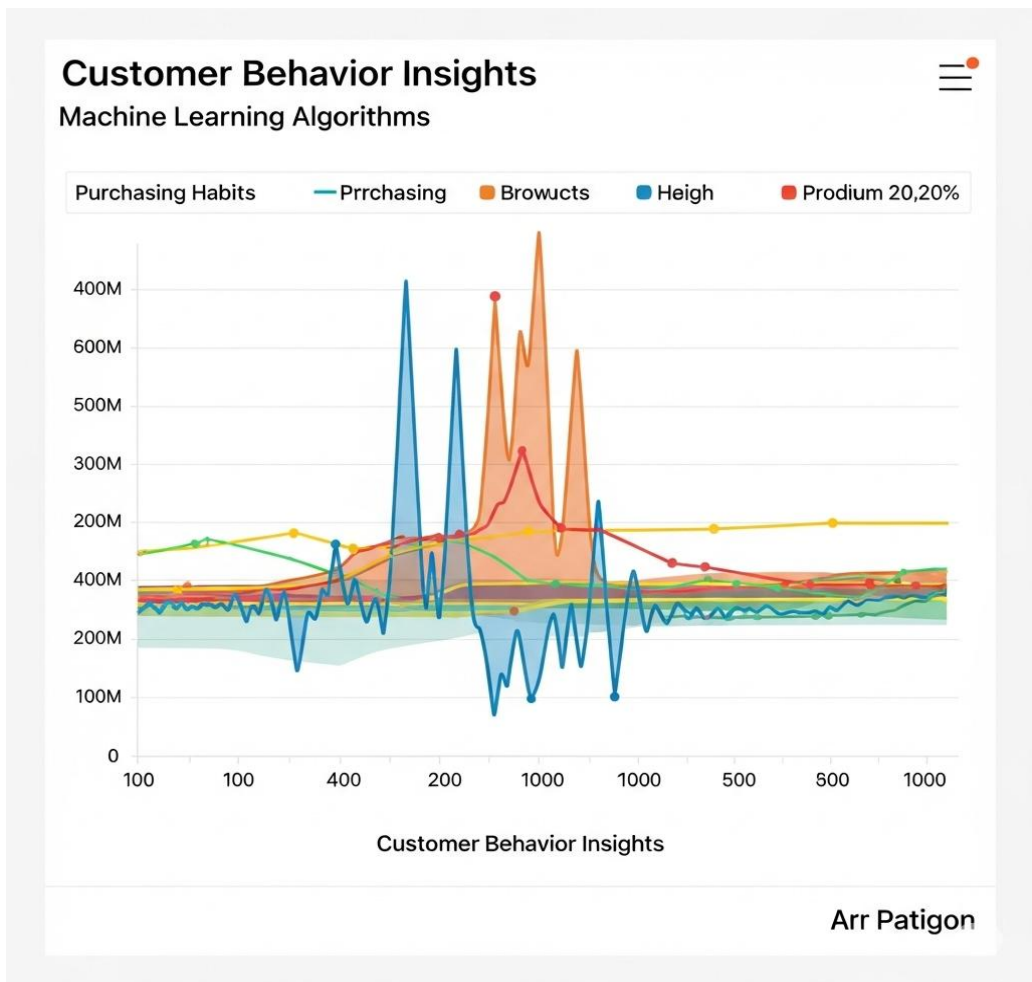 Customer Behavior Insights
Machine Learning Algorithms
Purchasing Habits Prrchasing Browucts Heigh Prodium 20,20%
400M
600M
500M
300M
200M
400M
200M
100M
0
100 100 400 200 1000 1000 500 800 1000
Customer Behavior Insights
Arr Patigon